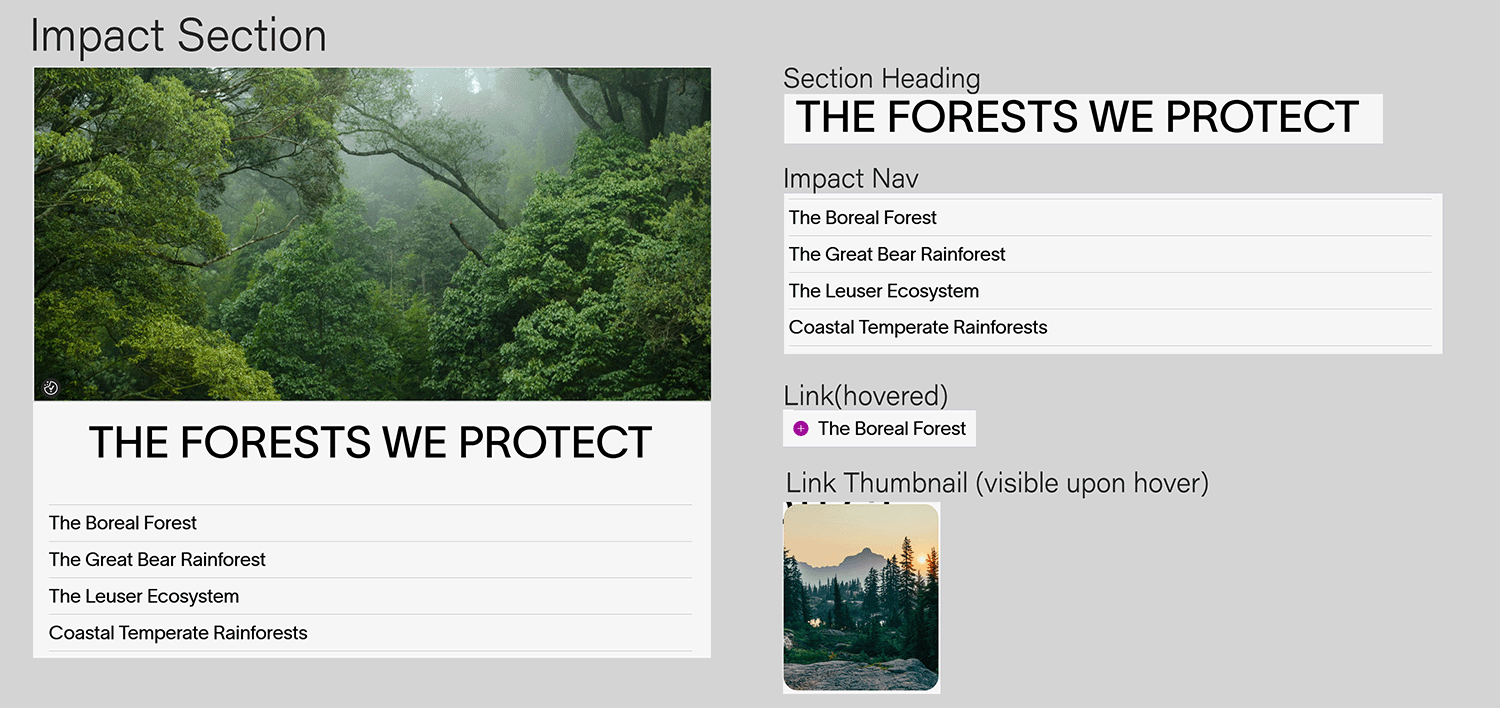 Impact Section
THE FORESTS WE PROTECT
The Boreal Forest
The Great Bear Rainforest
The Leuser Ecosystem
Coastal Temperate Rainforests
Section Heading
THE FORESTS WE PROTECT
Impact Nav
The Boreal Forest
The Great Bear Rainforest
The Leuser Ecosystem
Coastal Temperate Rainforests
Link(hovered)
+ The Boreal Forest
Link Thumbnail (visible upon hover)